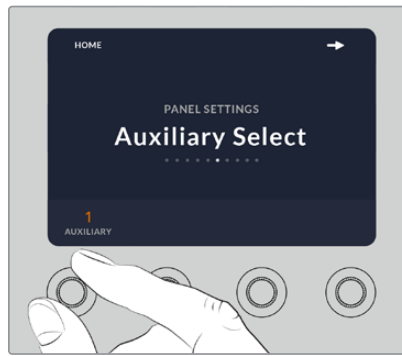 HOME
PANEL SETTINGS
Auxiliary Select
1
AUXILIARY